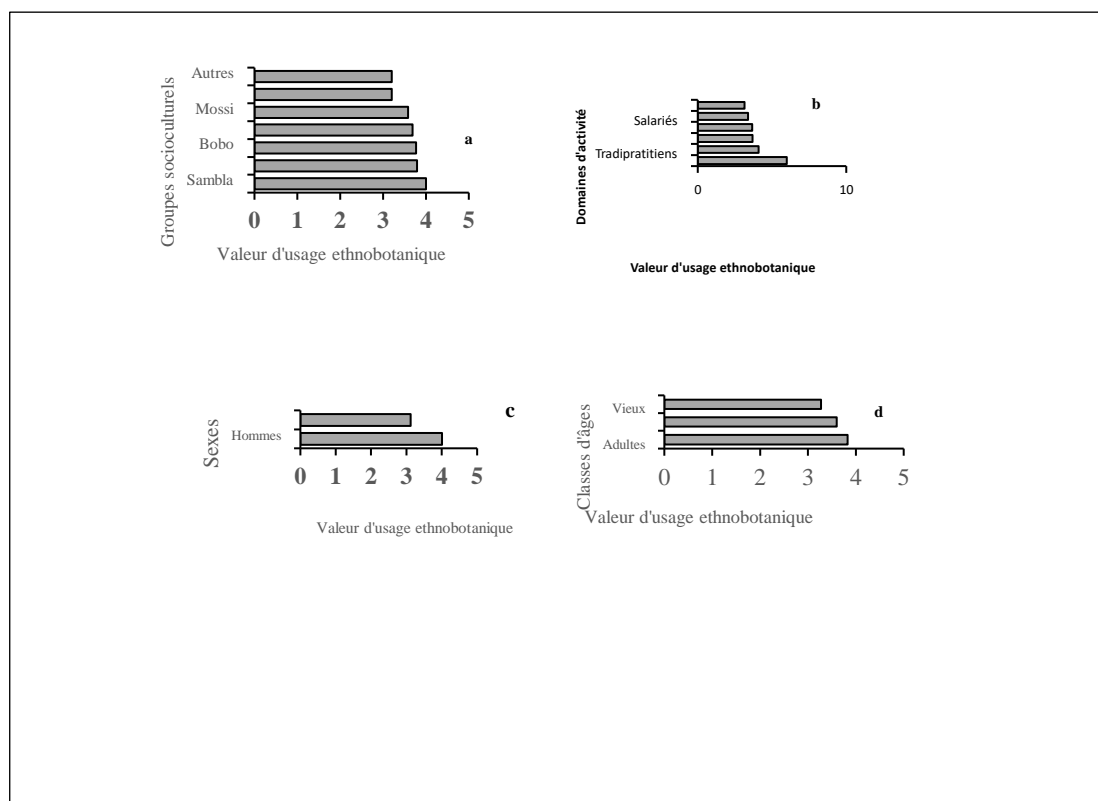 Groupes socioculturels
Autres
Mossi
Bobo
Sambla
a
0 1 2 3 4 5
Valeur d'usage ethnobotanique
Domaines d'activité
Salariés
Tradipratitiens
b
0 10
Valeur d'usage ethnobotanique
Sexes
Hommes
c
0 1 2 3 4 5
Valeur d'usage ethnobotanique
Classes d'âges
Vieux
Adultes
d
0 1 2 3 4 5
Valeur d'usage ethnobotanique